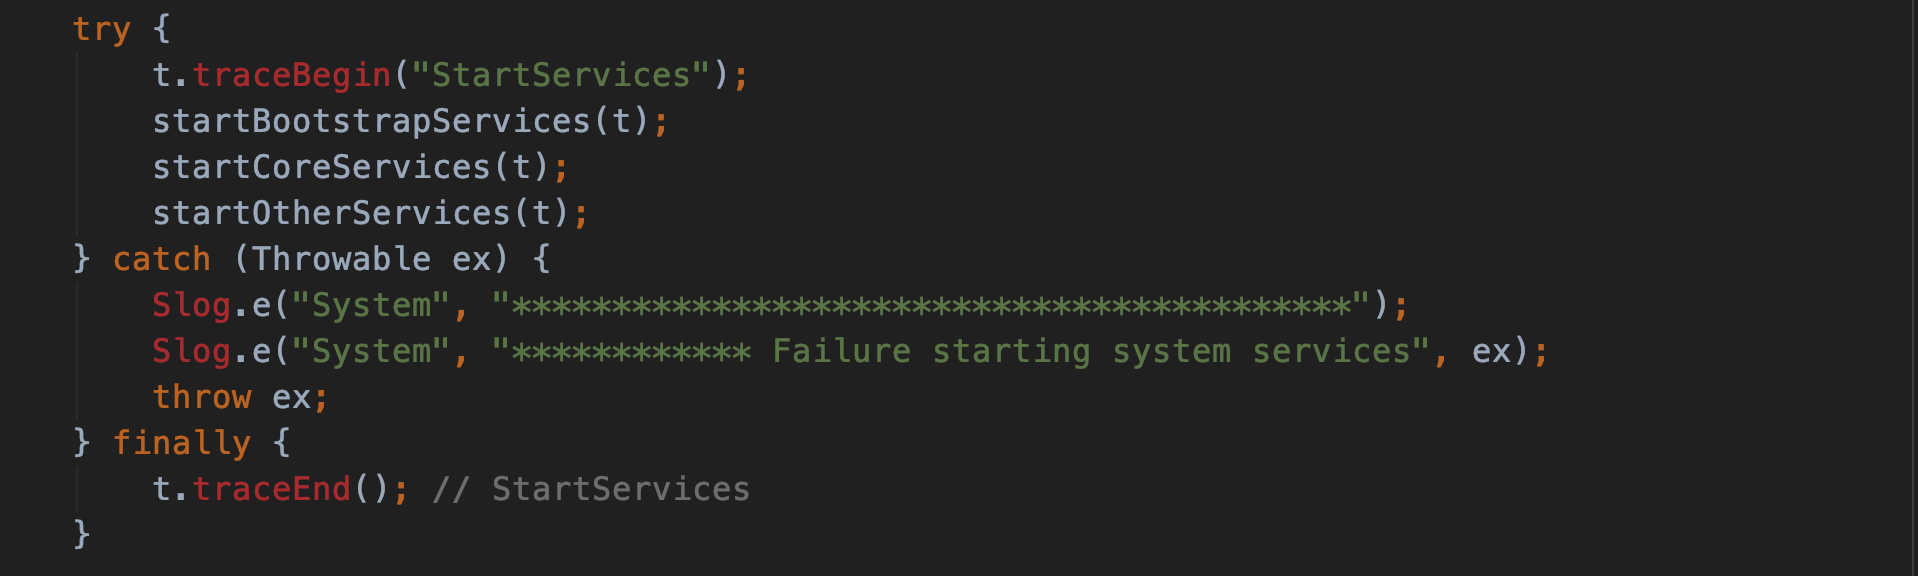 try {
    t.traceBegin("StartServices");
    startBootstrapServices(t);
    startCoreServices(t);
    startOtherServices(t);
} catch (Throwable ex) {
    Slog.e("System", "******************************************");
    Slog.e("System", "************ Failure starting system services", ex);
    throw ex;
} finally {
    t.traceEnd(); // StartServices
}